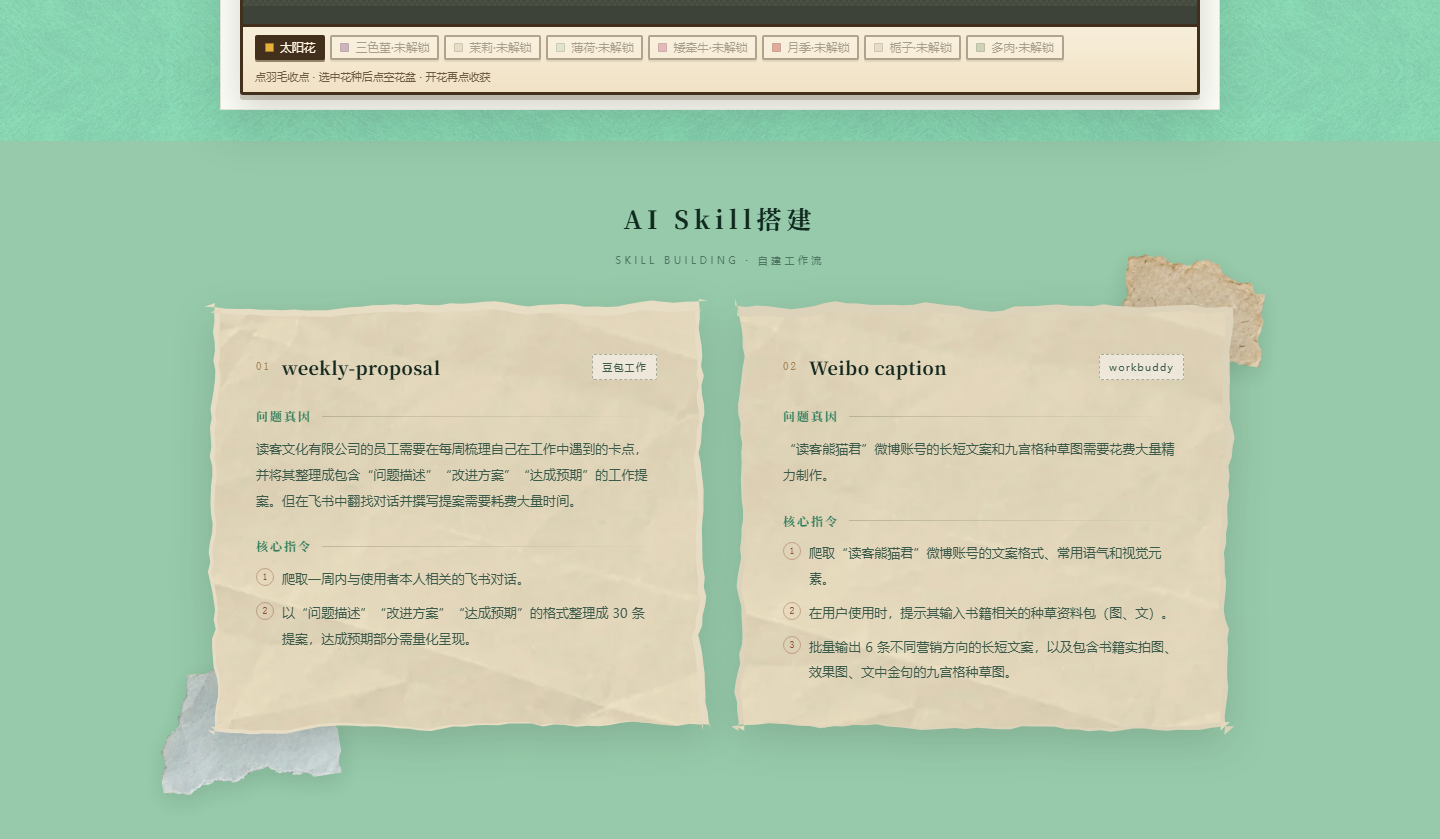 太阳花 三色堇·未解锁 茉莉·未解锁 薄荷·未解锁 矮牵牛·未解锁 月季·未解锁 栀子·未解锁 多肉·未解锁
点羽毛收点 · 选中花种后点空花盆 · 开花再点收获
AI Skill搭建
SKILL BUILDING · 自建工作流
01 weekly-proposal 豆包工作
问题真因
读客文化有限公司的员工需要在每周梳理自己在工作中遇到的卡点，
并将其整理成包含“问题描述”“改进方案”“达成预期”的工作提
案。但在飞书中翻找对话并撰写提案需要耗费大量时间。
核心指令
1 爬取一周内与使用者本人相关的飞书对话。
2 以“问题描述”“改进方案”“达成预期”的格式整理成 30 条
提案，达成预期部分需量化呈现。
02 Weibo caption workbuddy
问题真因
“读客熊猫君”微博账号的长短文案和九宫格种草图需要花费大量精
力制作。
核心指令
1 爬取“读客熊猫君”微博账号的文案格式、常用语气和视觉元
素。
2 在用户使用时，提示其输入书籍相关的种草资料包（图、文）。
3 批量输出 6 条不同营销方向的长短文案，以及包含书籍实拍图、
效果图、文中金句的九宫格种草图。